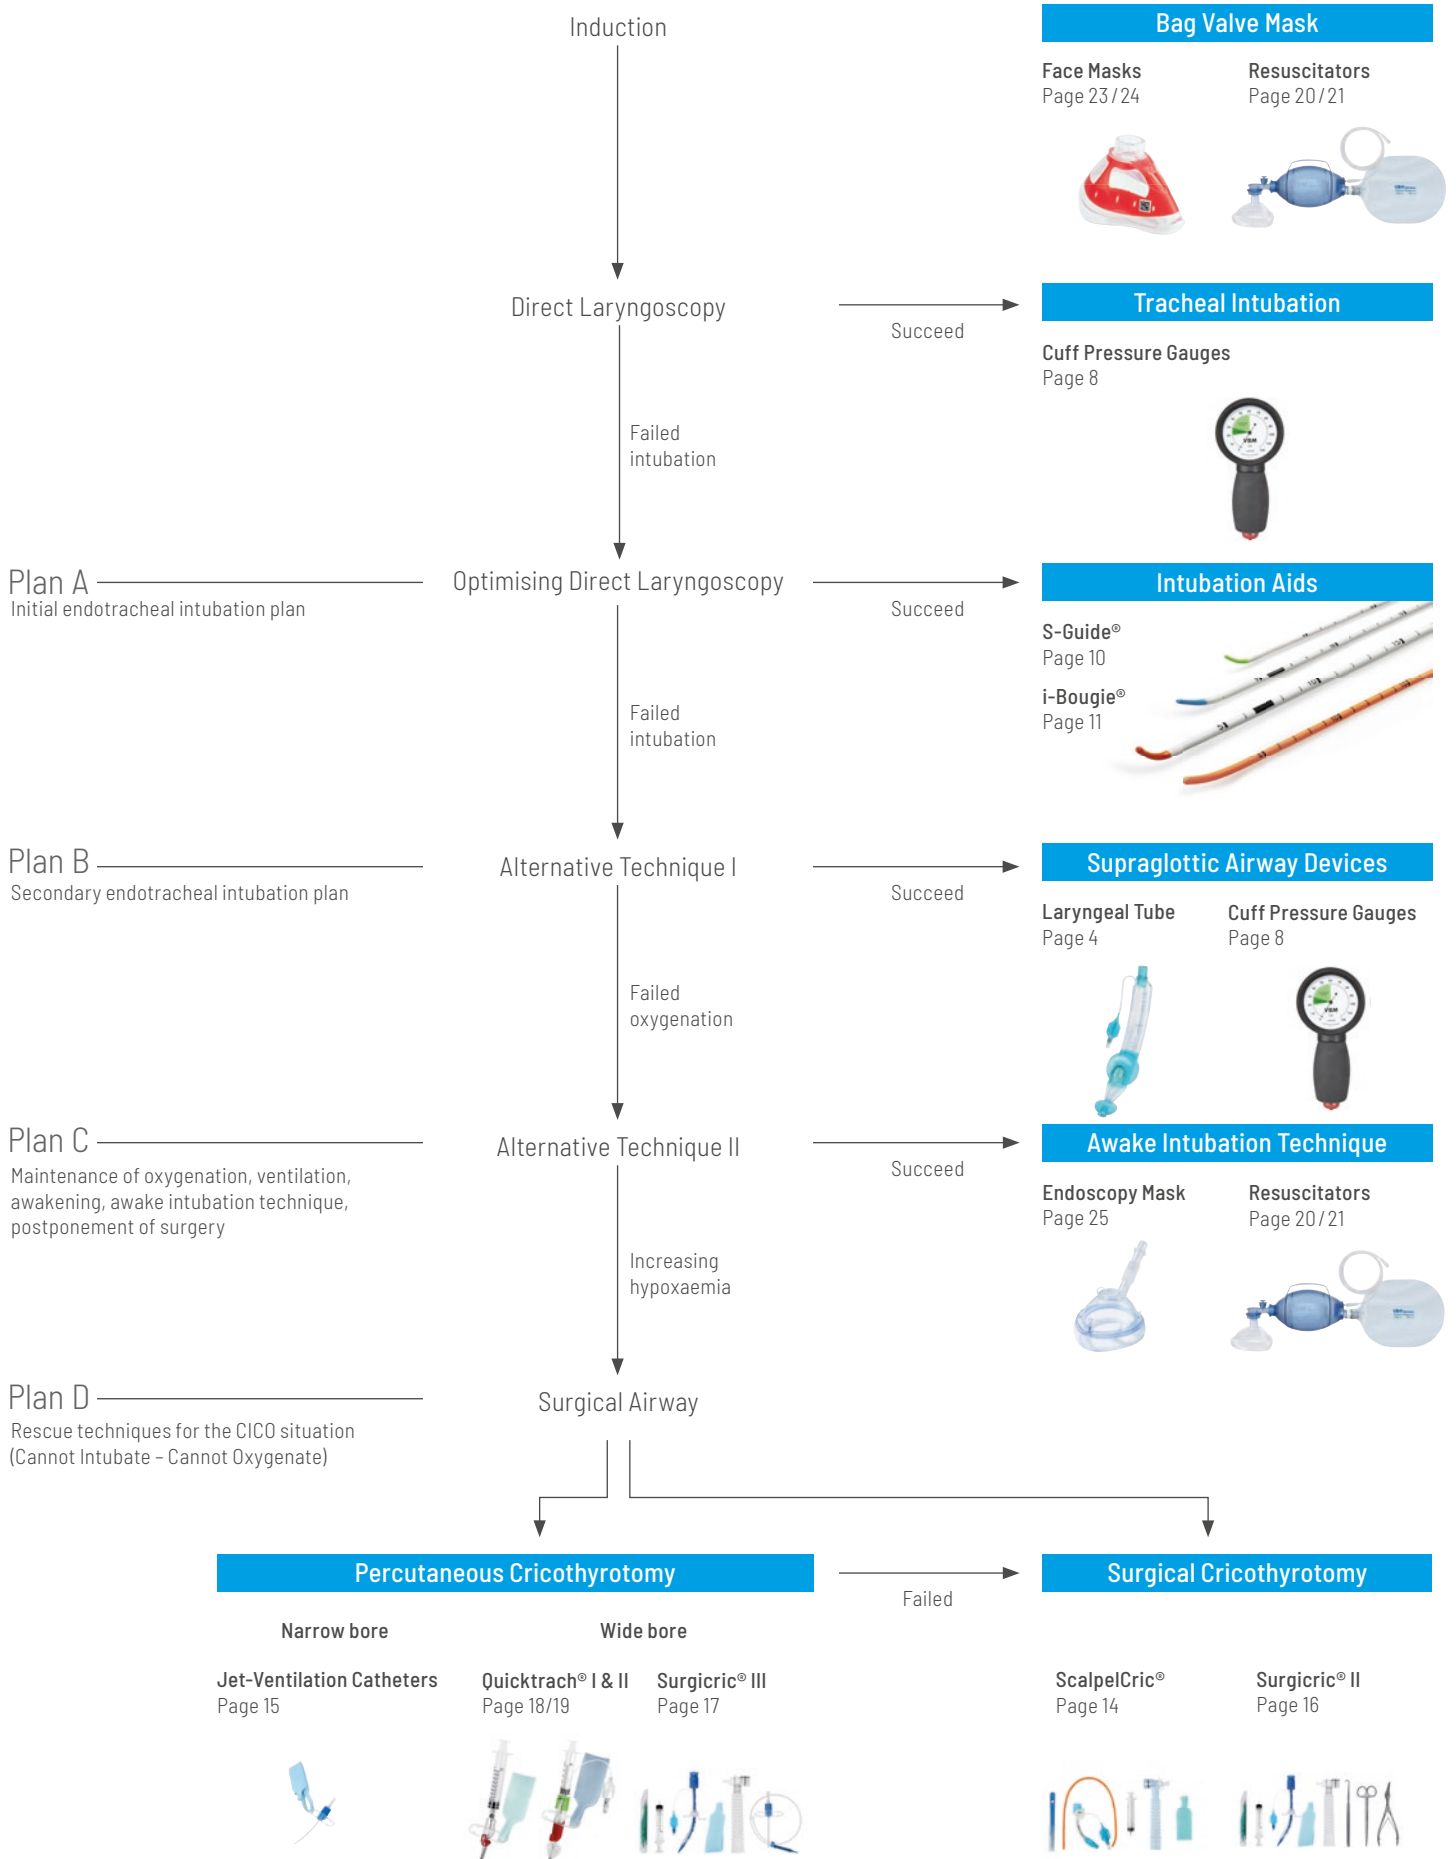 Induction
Bag Valve Mask
Face Masks
Page 23/24
Resuscitators
Page 20/21
Direct Laryngoscopy
Succeed
Tracheal Intubation
Cuff Pressure Gauges
Page 8
VBM
Failed
intubation
Plan A
Initial endotracheal intubation plan
Optimising Direct Laryngoscopy
Succeed
Intubation Aids
S-Guide®
Page 10
i-Bougie®
Page 11
Failed
intubation
Plan B
Secondary endotracheal intubation plan
Alternative Technique I
Succeed
Supraglottic Airway Devices
Laryngeal Tube
Page 4
Cuff Pressure Gauges
Page 8
VBM
Failed
oxygenation
Plan C
Maintenance of oxygenation, ventilation,
awakening, awake intubation technique,
postponement of surgery
Alternative Technique II
Succeed
Awake Intubation Technique
Endoscopy Mask
Page 25
Resuscitators
Page 20/21
Increasing
hypoxaemia
Plan D
Rescue techniques for the CICO situation
(Cannot Intubate – Cannot Oxygenate)
Surgical Airway
Percutaneous Cricothyrotomy
Failed
Surgical Cricothyrotomy
Narrow bore
Wide bore
Jet-Ventilation Catheters
Page 15
Quicktrach® I & II
Page 18/19
Surgicric® III
Page 17
ScalpelCric®
Page 14
Surgicric® II
Page 16